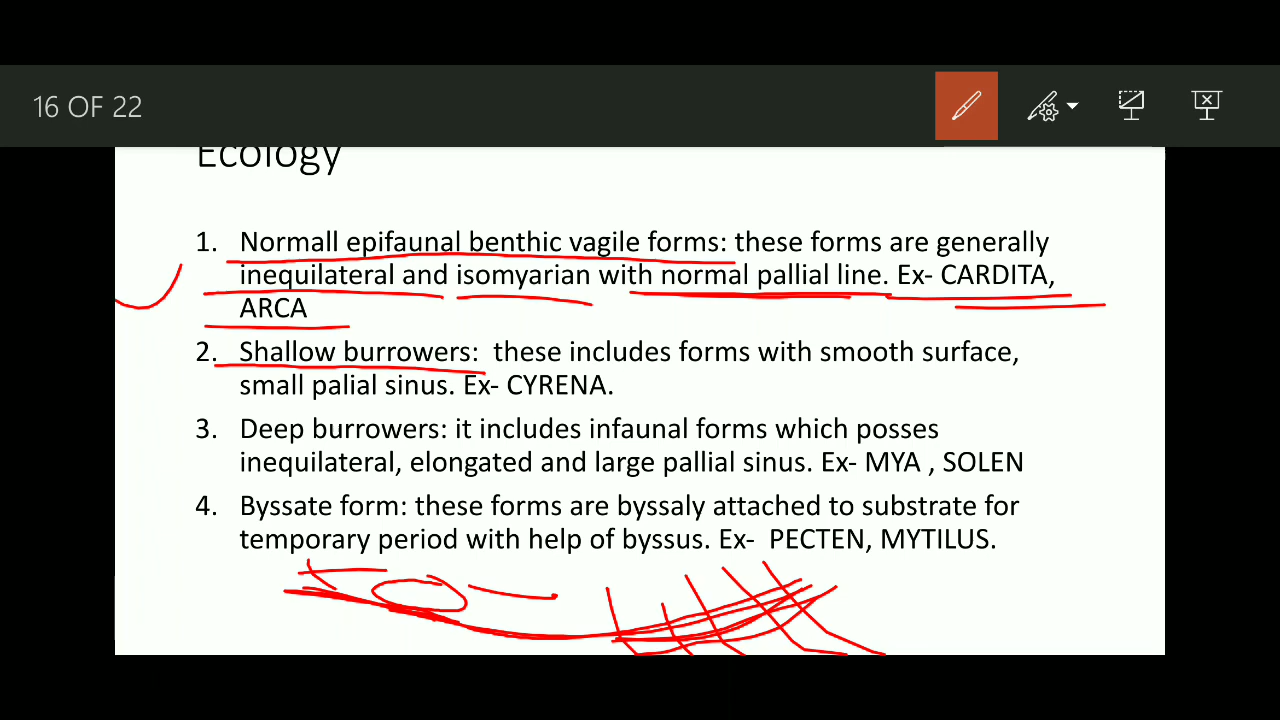 16 OF 22
Ecology
1. Normall epifaunal benthic vagile forms: these forms are generally
inequilateral and isomyarian with normal pallial line. Ex- CARDITA,
ARCA
2. Shallow burrowers: these includes forms with smooth surface,
small palial sinus. Ex- CYRENA.
3. Deep burrowers: it includes infaunal forms which posses
inequilateral, elongated and large pallial sinus. Ex- MYA , SOLEN
4. Byssate form: these forms are byssaly attached to substrate for
temporary period with help of byssus. Ex- PECTEN, MYTILUS.